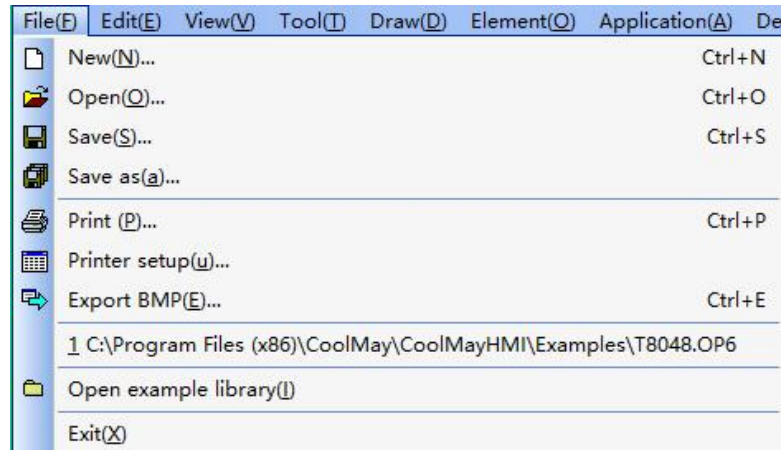 File(F) Edit(E) View(V) Tool(T) Draw(D) Element(O) Application(A) De
New(N)... Ctrl+N
Open(O)... Ctrl+O
Save(S)... Ctrl+S
Save as(a)...
Print (P)... Ctrl+P
Printer setup(u)...
Export BMP(E)... Ctrl+E
1 C:\Program Files (x86)\CoolMay\CoolMayHMI\Examples\T8048.OP6
Open example library(I)
Exit(X)